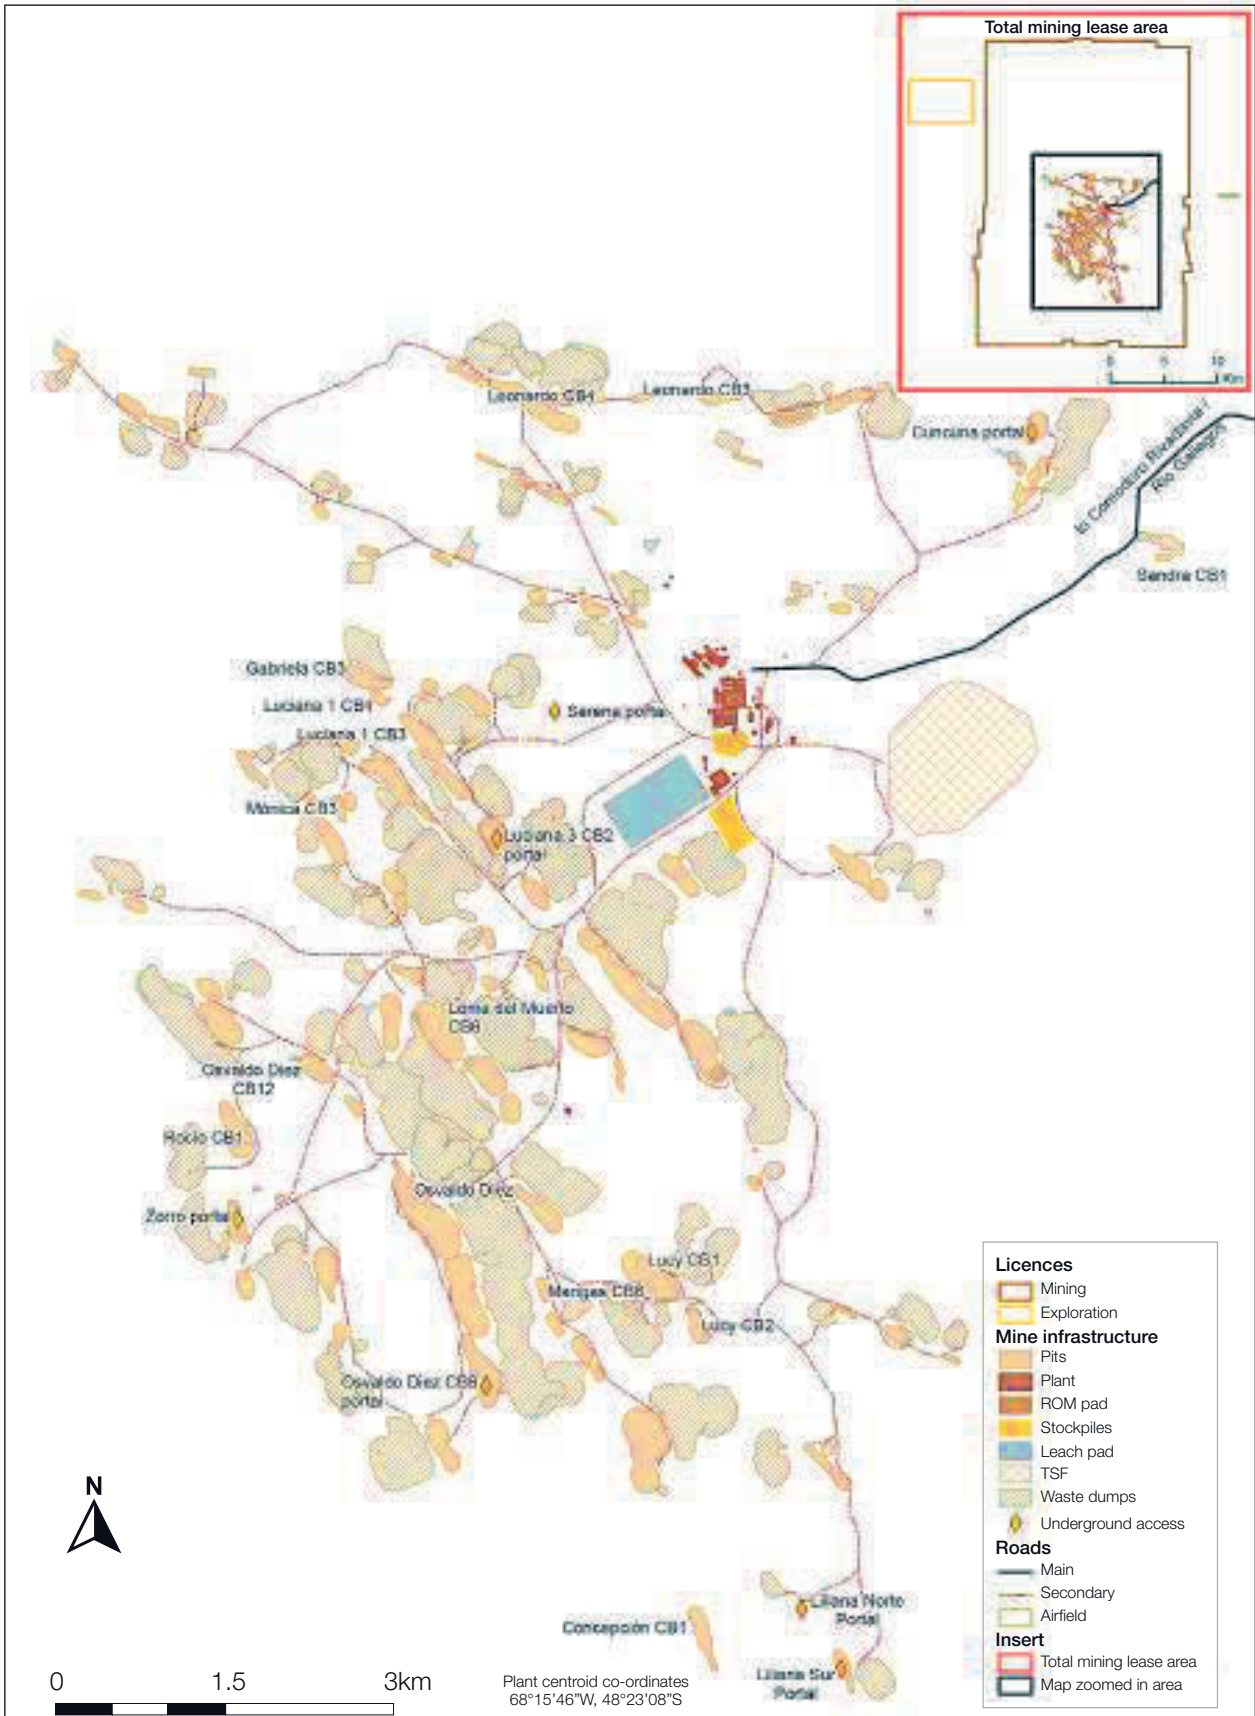 Total mining lease area
0 5 10
Km
Leonardo CB4
Leonardo CB3
Cuncuna portal
to Comodoro Rivadavia /
Rio Gallegos
Sandra CB1
Gabriela CB3
Luciana 1 CB4
Serena portal
Luciana 1 CB3
Mónica CB3
Luciana 3 CB2
portal
Loma del Muerto
CB6
Osvaldo Diez
CB12
Rocio CB1
Osvaldo Diez
Zorro portal
Lucy CB1
Lucy CB2
Osvaldo Diez CB8
portal
Licences
Mining
Exploration
Mine infrastructure
Pits
Plant
ROM pad
Stockpiles
Leach pad
TSF
Waste dumps
Underground access
Roads
Main
Secondary
Airfield
Insert
Total mining lease area
Map zoomed in area
N
Liliana Norte
Portal
Concepción CB1
Liliana Sur
Portal
0 1.5 3km
Plant centroid co-ordinates
68°15'46"W, 48°23'08"S